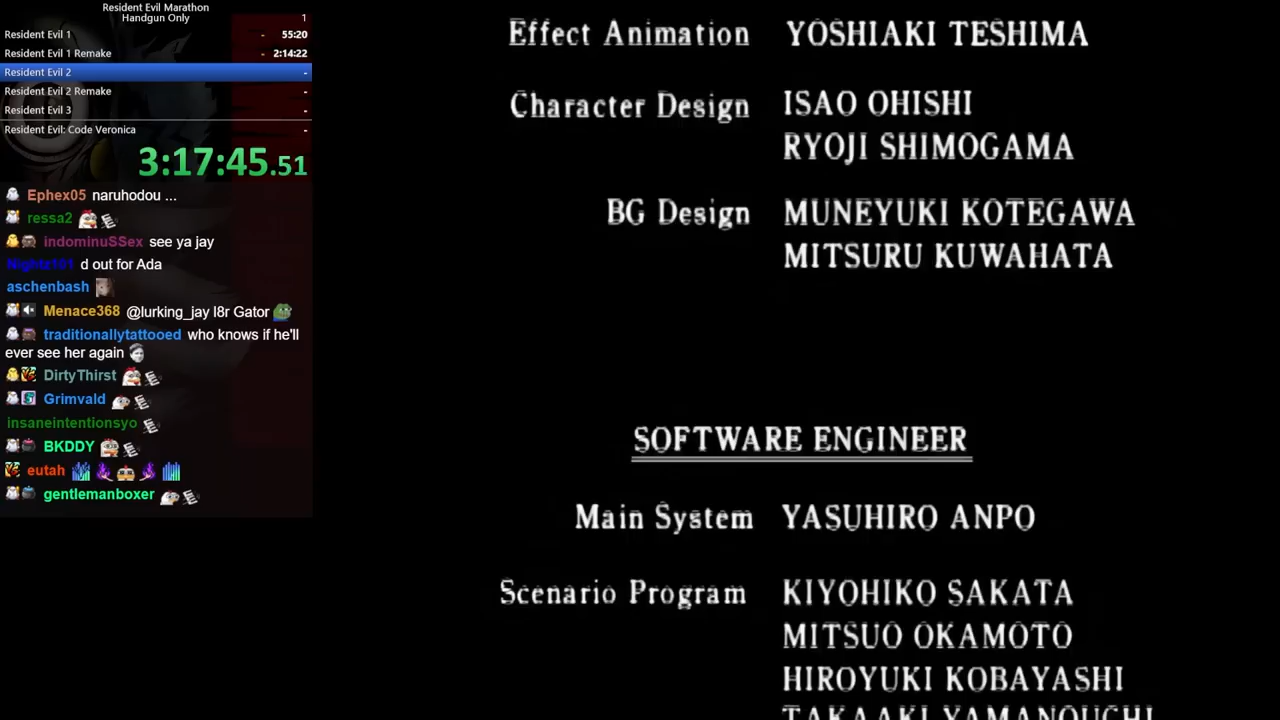 Resident Evil Marathon
Handgun Only
1
Resident Evil 1 - 55:20
Resident Evil 1 Remake - 2:14:22
Resident Evil 2 -
Resident Evil 2 Remake -
Resident Evil 3 -
Resident Evil: Code Veronica -
3:17:45.51
Ephex05 naruhodou ...
ressa2
indominuSSex see ya jay
Nightz101 d out for Ada
aschenbash
Menace368 @lurking_jay l8r Gator
traditionallytattooed who knows if he'll
ever see her again
DirtyThirst
Grimvald
insaneintentionsyo
BKDDY
eutah
gentlemanboxer
Effect Animation YOSHIAKI TESHIMA
Character Design ISAO OHISHI
RYOJI SHIMOGAMA
BG Design MUNEYUKI KOTEGAWA
MITSURU KUWAHATA
SOFTWARE ENGINEER
Main System YASUHIRO ANPO
Scenario Program KIYOHIKO SAKATA
MITSUO OKAMOTO
HIROYUKI KOBAYASHI
TAKAAKI YAMANOUCHI